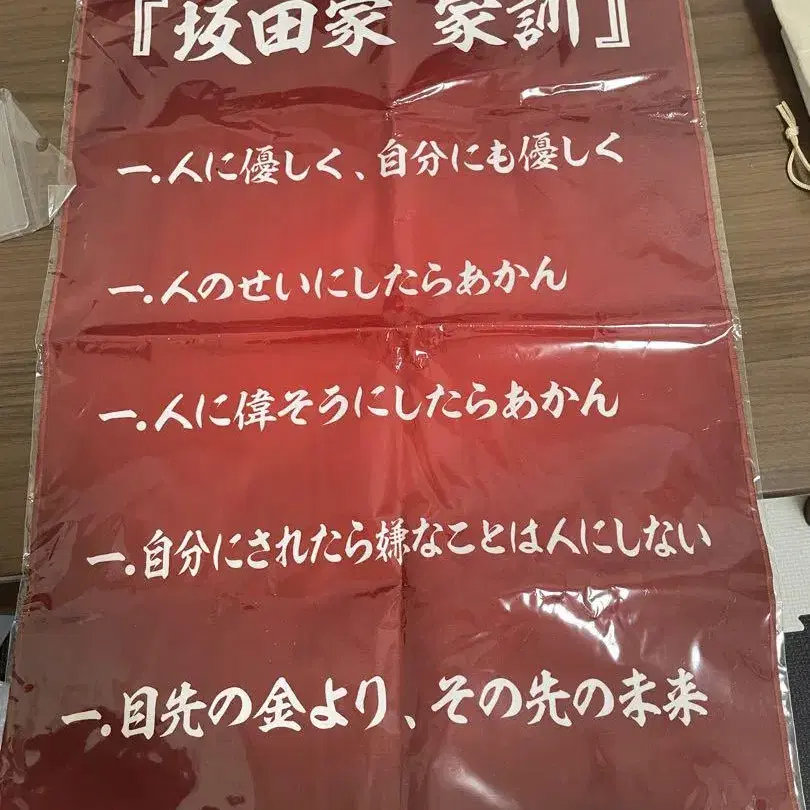 『坂田家 家訓』
一.人に優しく、自分にも優しく
一.人のせいにしたらあかん
一.人に偉そうにしたらあかん
一.自分にされたら嫌なことは人にしない
一.目先の金より、その先の未来